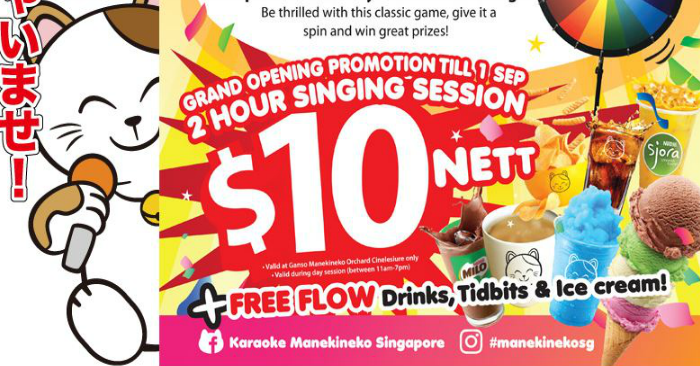 いませ!
Be thrilled with this classic game, give it a
spin and win great prizes!
GRAND OPENING PROMOTION TILL 1 SEP
2 HOUR SINGING SESSION
$10 NETT
- Valid at Ganso Manekineko Orchard Cineleisure only
- Valid during day session (between 11am-7pm)
NESTLÉ
Sjora
MILO
+FREE FLOW Drinks, Tidbits & Ice cream!
Karaoke Manekineko Singapore
#manekinekosg